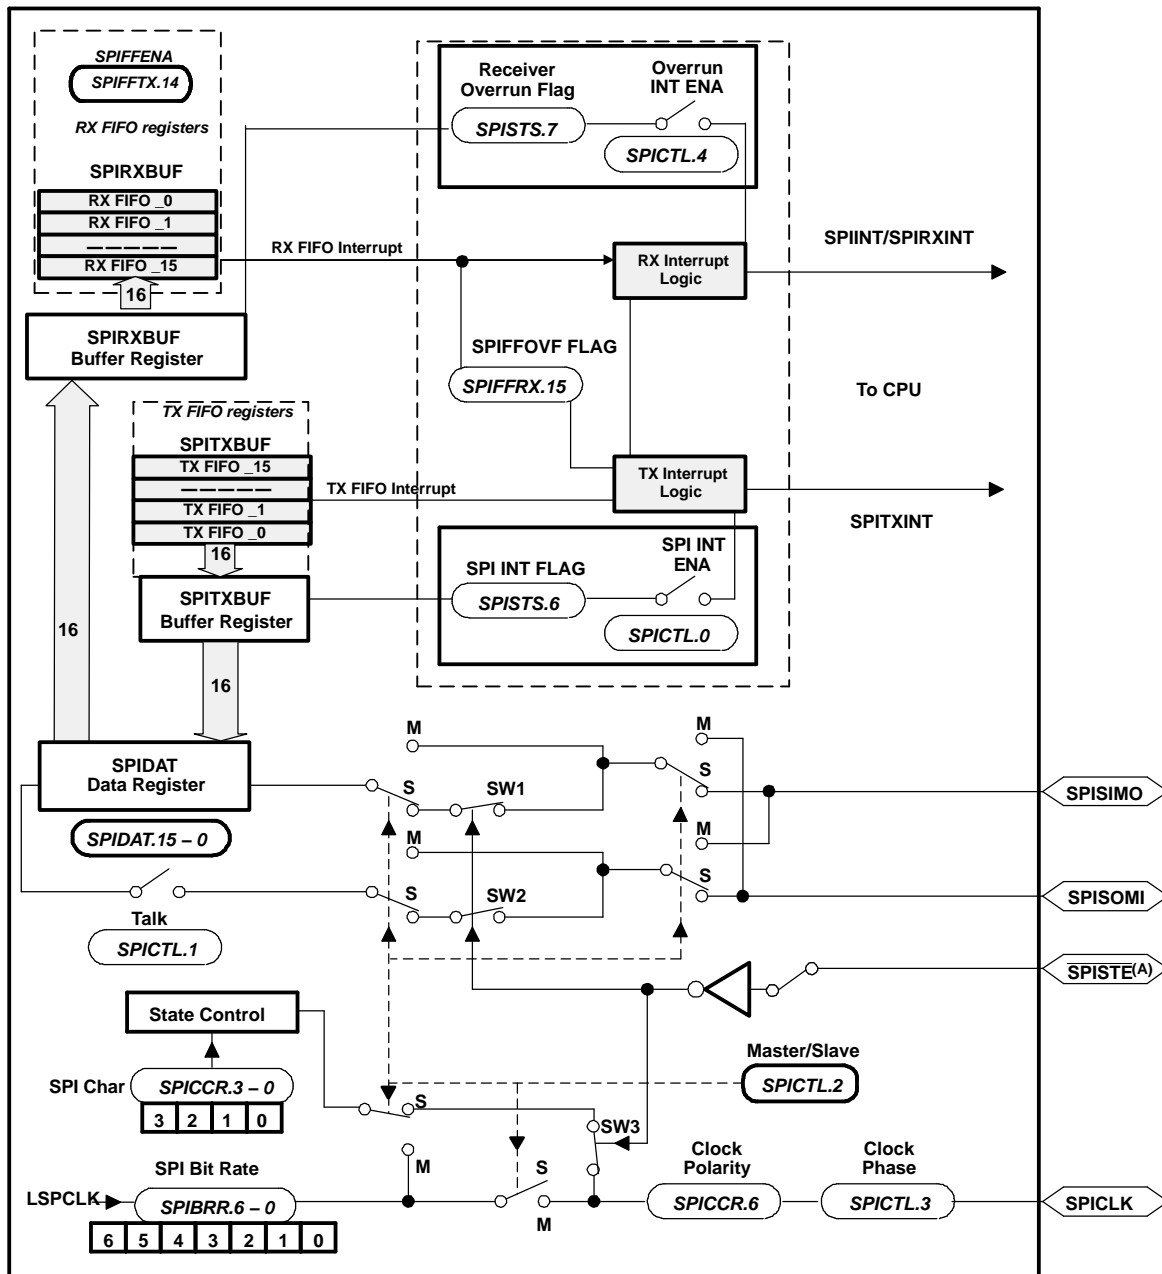 SPIFFENA
SPIFFTX.14
RX FIFO registers
SPIRXBUF
RX FIFO _0
RX FIFO _1
—————
RX FIFO _15
16
SPIRXBUF
Buffer Register
Receiver
Overrun Flag
SPISTS.7
Overrun
INT ENA
SPICTL.4
RX FIFO Interrupt
RX Interrupt
Logic
SPIINT/SPIRXINT
SPIFFOVF FLAG
SPIFFRX.15
To CPU
TX FIFO registers
SPITXBUF
TX FIFO _15
—————
TX FIFO _1
TX FIFO _0
16
TX FIFO Interrupt
TX Interrupt
Logic
SPITXINT
SPITXBUF
Buffer Register
SPI INT FLAG
SPISTS.6
SPI INT
ENA
SPICTL.0
16
16
SPIDAT
Data Register
SPIDAT.15 – 0
M
S
SW1
M
S
SPISIMO
M
S
SW2
M
S
SPISOMI
Talk
SPICTL.1
SPISTE(A)
State Control
Master/Slave
SPICTL.2
SPI Char
SPICCR.3 – 0
3 2 1 0
S
M
SW3
S
M
SPI Bit Rate
LSPCLK
SPIBRR.6 – 0
6 5 4 3 2 1 0
Clock
Polarity
SPICCR.6
Clock
Phase
SPICTL.3
SPICLK